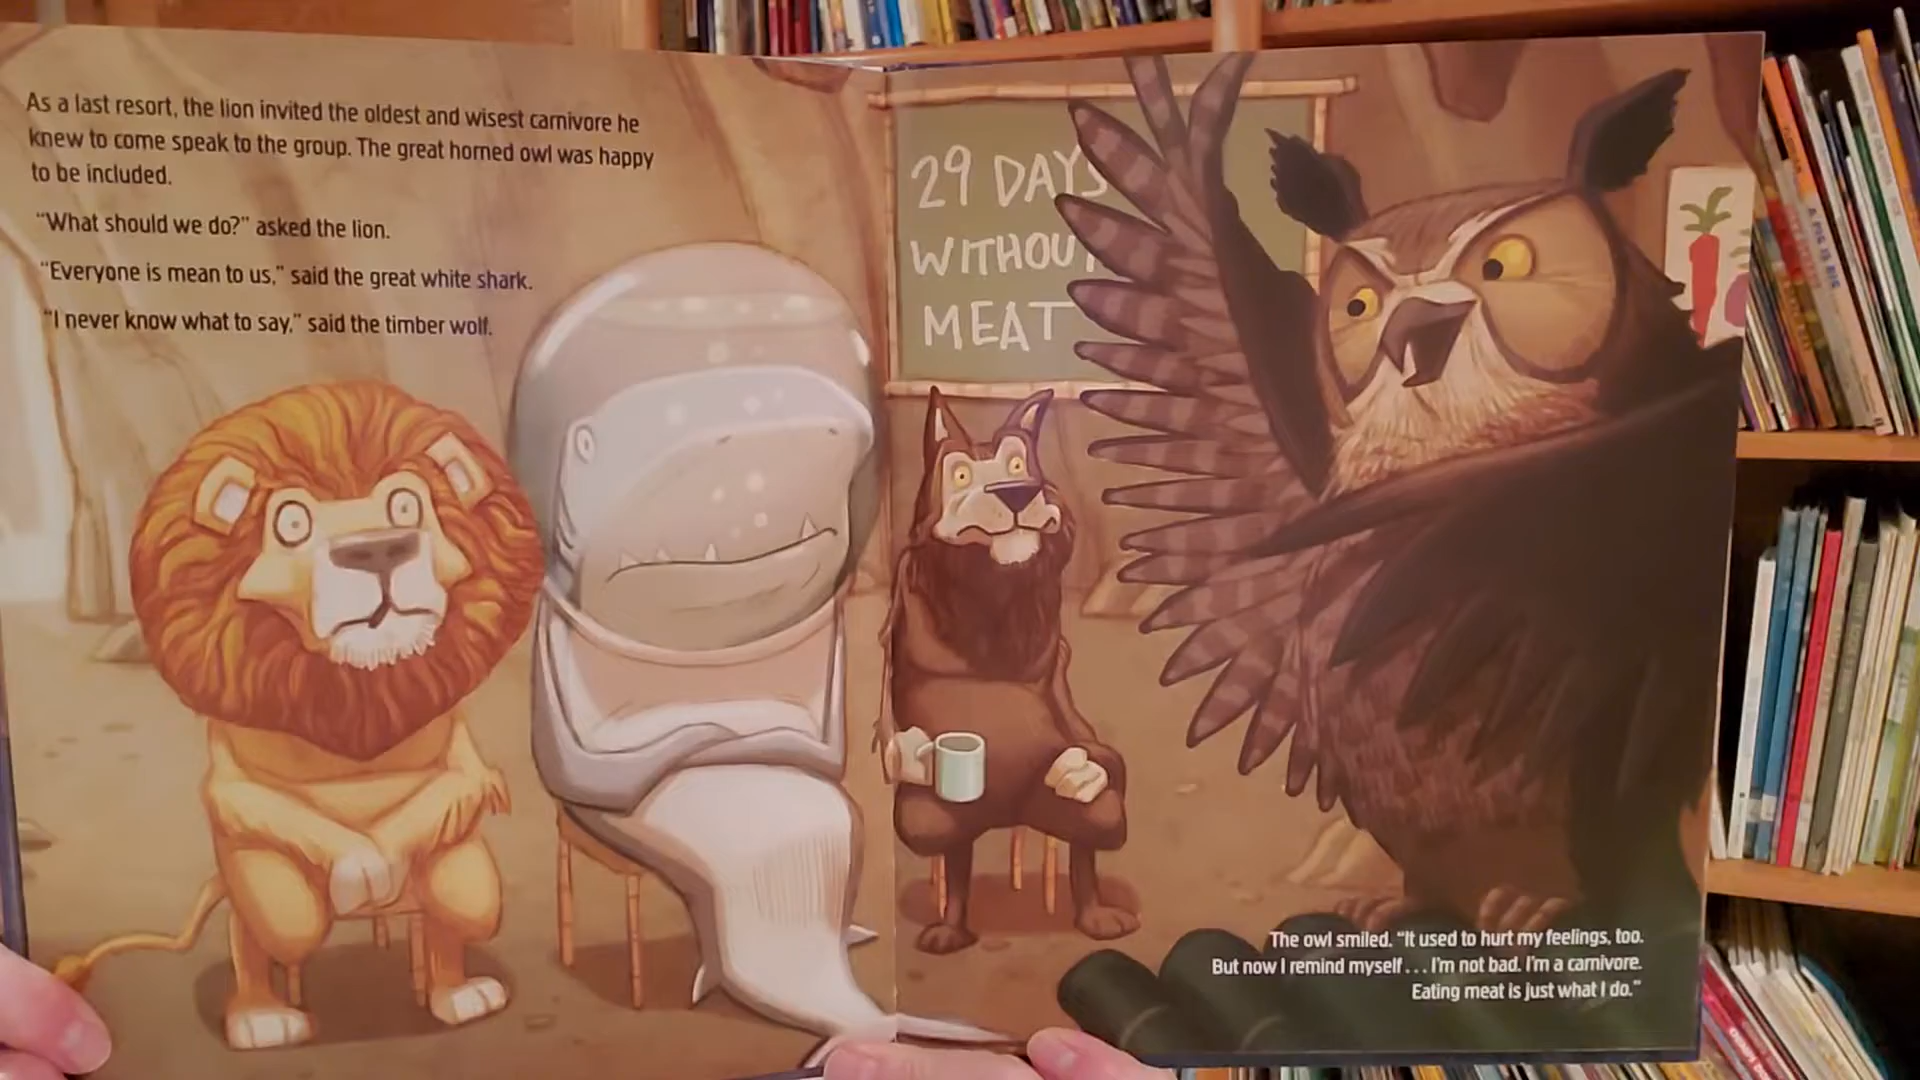 As a last resort, the lion invited the oldest and wisest carnivore he
knew to come speak to the group. The great horned owl was happy
to be included.
“What should we do?” asked the lion.
“Everyone is mean to us,” said the great white shark.
“I never know what to say,” said the timber wolf.
29 DAYS
WITHOUT
MEAT
The owl smiled. “It used to hurt my feelings, too.
But now I remind myself . . . I’m not bad. I’m a carnivore.
Eating meat is just what I do.”